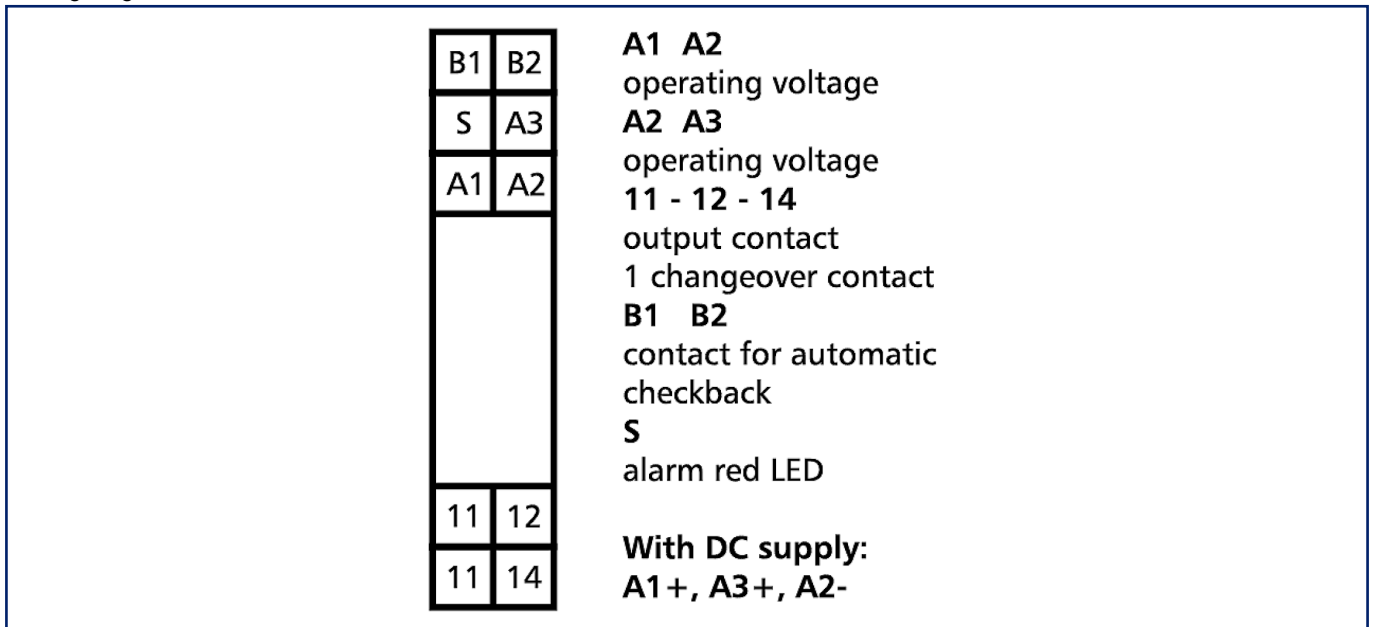 B1 B2
S A3
A1 A2
11 12
11 14
A1 A2
operating voltage
A2 A3
operating voltage
11 - 12 - 14
output contact
1 changeover contact
B1 B2
contact for automatic
checkback
S
alarm red LED
With DC supply:
A1+, A3+, A2-